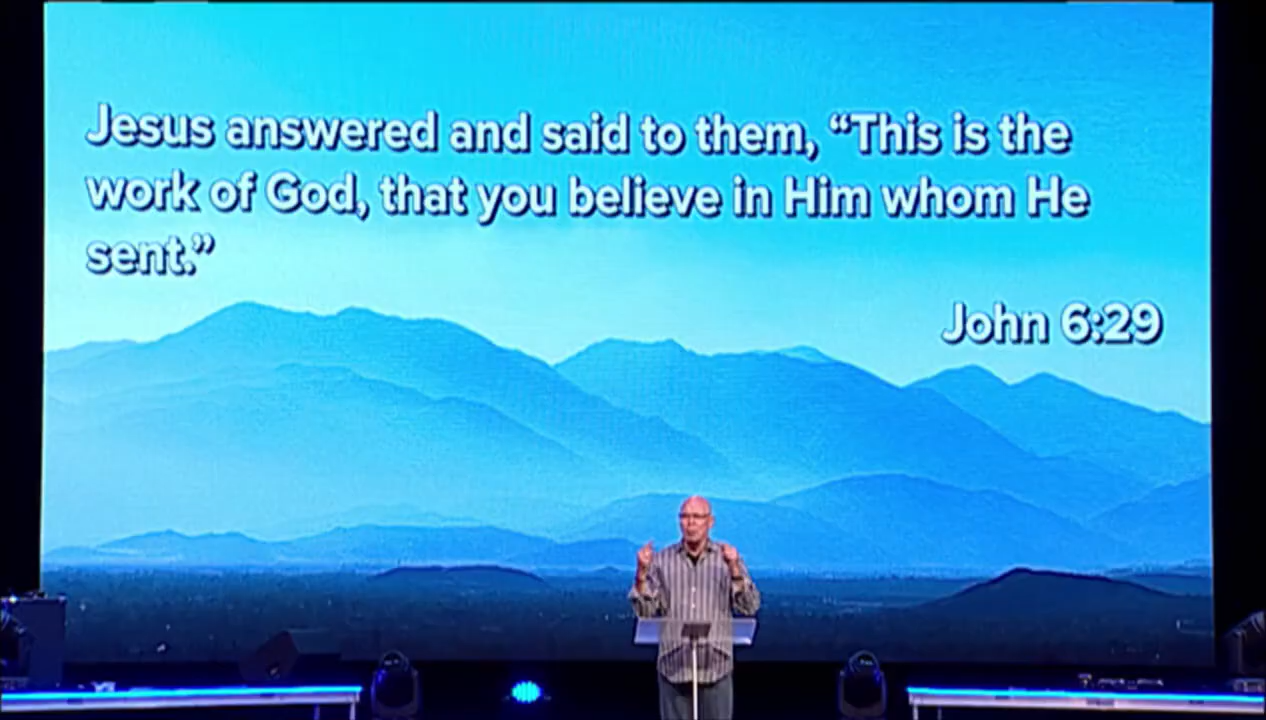 Jesus answered and said to them, “This is the
work of God, that you believe in Him whom He
sent.”
John 6:29